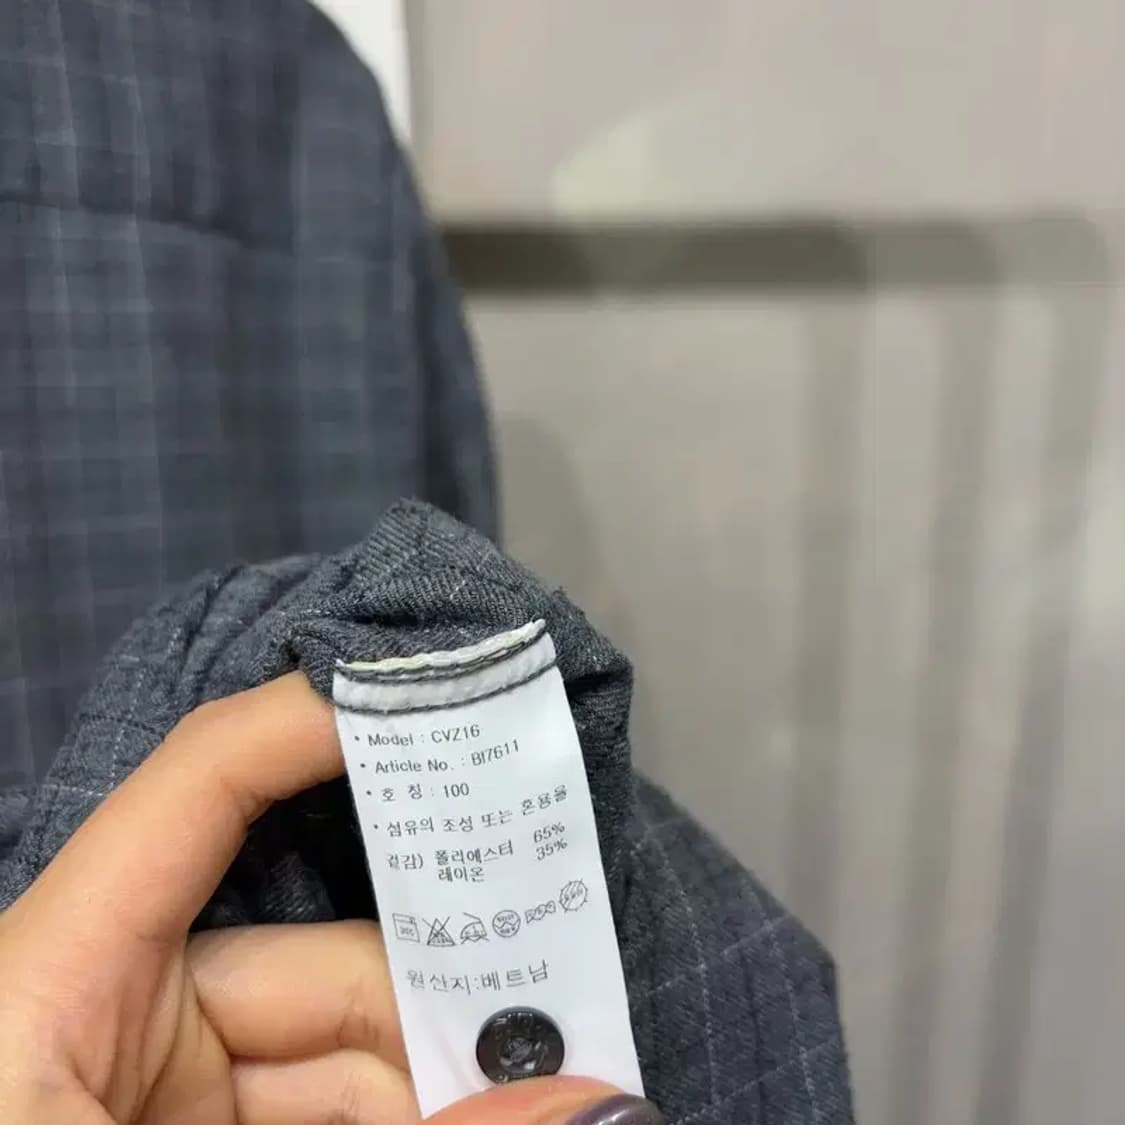 • Model : CVZ16
• Article No. : BI7611
• 호 칭 : 100
• 섬유의 조성 또는 혼용율
겉감) 폴리에스터 65%
레이온 35%
원산지:베트남